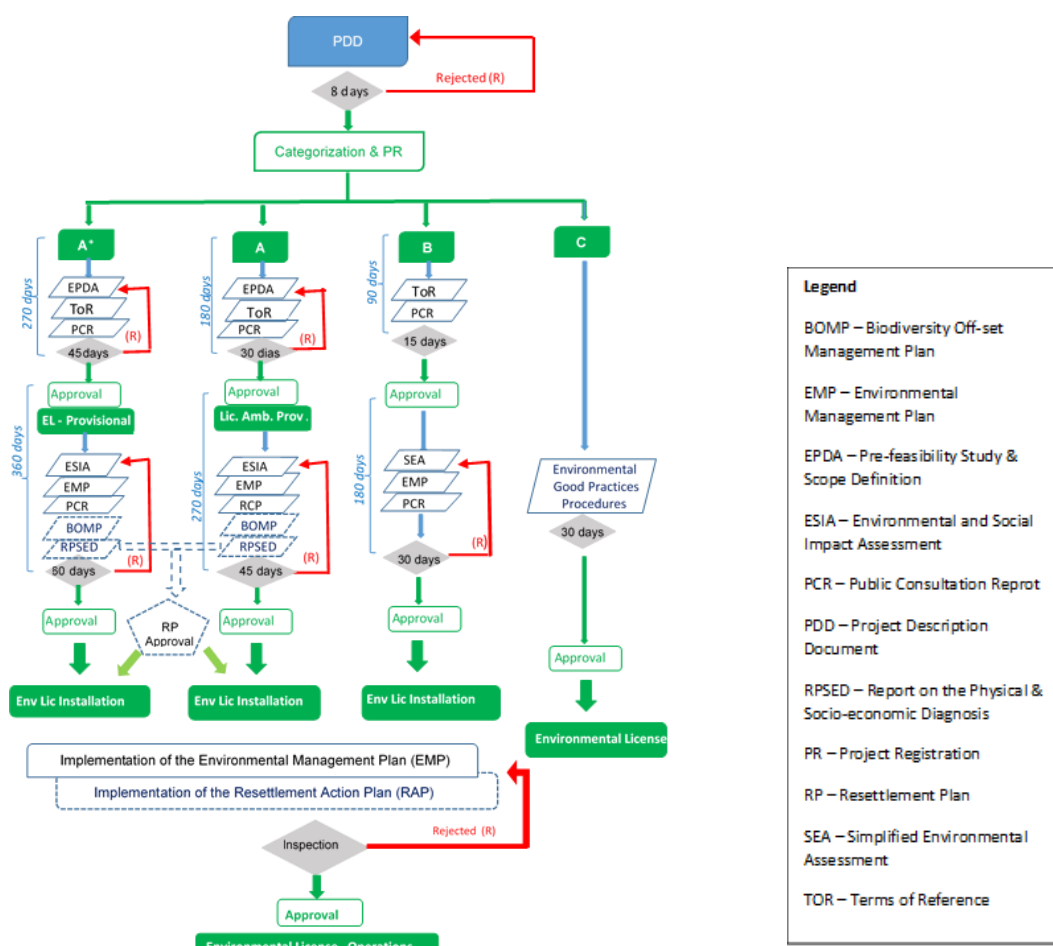 PDD
Rejected (R)
8 days
Categorization & PR
A+
A
B
C
270 days
EPDA
ToR
PCR
(R)
45days
180 days
EPDA
ToR
PCR
(R)
30 dias
90 days
ToR
PCR
15 days
Approval
EL - Provisional
Approval
Lic. Amb. Prov .
Approval
360 days
ESIA
EMP
PCR
BOMP
RPSED
(R)
60 days
270 days
ESIA
EMP
RCP
BOMP
RPSED
(R)
45 days
180 days
SEA
EMP
PCR
(R)
30 days
Environmental
Good Practices
Procedures
30 days
Approval
RP
Approval
Approval
Approval
Approval
Env Lic Installation
Env Lic Installation
Env Lic Installation
Environmental License
Implementation of the Environmental Management Plan (EMP)
Implementation of the Resettlement Action Plan (RAP)
Rejected (R)
Inspection
Approval
Environmental License - Operations
Legend
BOMP – Biodiversity Off-set
Management Plan
EMP – Environmental
Management Plan
EPDA – Pre-feasibility Study &
Scope Definition
ESIA – Environmental and Social
Impact Assessment
PCR – Public Consultation Reprot
PDD – Project Description
Document
RPSED – Report on the Physical &
Socio-economic Diagnosis
PR – Project Registration
RP – Resettlement Plan
SEA – Simplified Environmental
Assessment
TOR – Terms of Reference